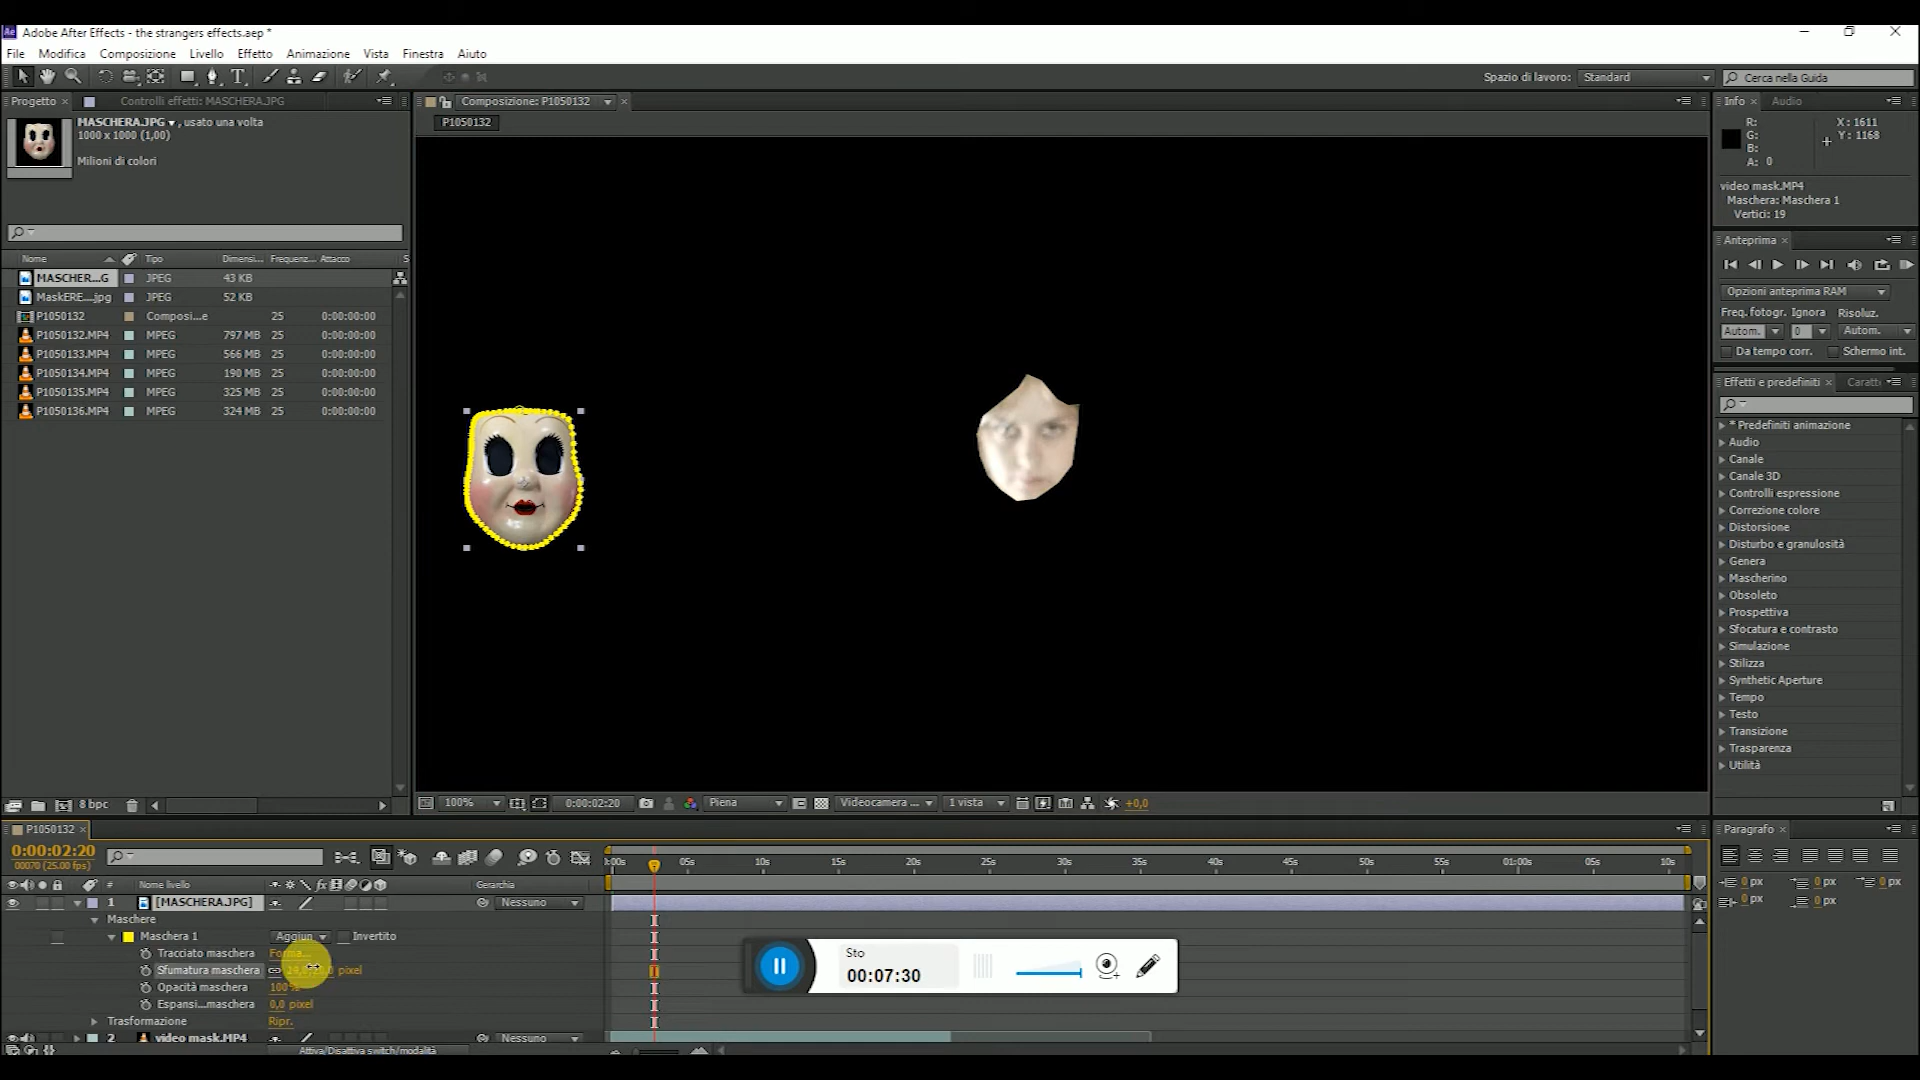 Adobe After Effects - the strangers effects.aep *
File Modifica Composizione Livello Effetto Animazione Vista Finestra Aiuto
Spazio di lavoro: Standard
Cerca nella Guida
Progetto
Controlli effetti: MASCHERA.JPG
Composizione: P1050132
Info
Audio
MASCHERA.JPG , usato una volta
1000 x 1000 (1,00)
Milioni di colori
P1050132
R:
G:
B:
A: 0
X: 1611
Y: 1168
video mask.MP4
Maschera: Maschera 1
Vertici: 19
Anteprima
Nome Tipo Dimensi... Frequenz... Attacco
MASCHER...G JPEG 43 KB
MaskERE....jpg JPEG 52 KB
P1050132 Composi...e 25 0:00:00:00
P1050132.MP4 MPEG 797 MB 25 0:00:00:00
P1050133.MP4 MPEG 566 MB 25 0:00:00:00
P1050134.MP4 MPEG 190 MB 25 0:00:00:00
P1050135.MP4 MPEG 325 MB 25 0:00:00:00
P1050136.MP4 MPEG 324 MB 25 0:00:00:00
Opzioni anteprima RAM
Freq. fotogr. Ignora Risoluz.
Autom. 0 Autom.
Da tempo corr. Schermo int.
Effetti e predefiniti
Caratt
* Predefiniti animazione
Audio
Canale
Canale 3D
Controlli espressione
Correzione colore
Distorsione
Disturbo e granulosità
Genera
Mascherino
Obsoleto
Prospettiva
Sfocatura e contrasto
Simulazione
Stilizza
Synthetic Aperture
Tempo
Testo
Transizione
Trasparenza
Utilità
8 bpc
100% 0:00:02:20 Piena Videocamera ... 1 vista +0,0
P1050132
0:00:02:20
00070 (25.00 fps)
:00s 05s 10s 15s 20s 25s 30s 35s 40s 45s 50s 55s 01:00s 05s 10s
# Nome livello Gerarchia
1 [MASCHERA.JPG] Nessuno
Maschere
Maschera 1 Aggiun Invertito
Tracciato maschera Forma...
Sfumatura maschera pixel
Opacità maschera 100%
Espansi...maschera 0,0 pixel
Trasformazione Ripr.
2 video mask.MP4 Nessuno
Attiva/Disattiva switch/modalità
Sto
00:07:30
Paragrafo
0 px 0 px 0 px
0 px 0 px